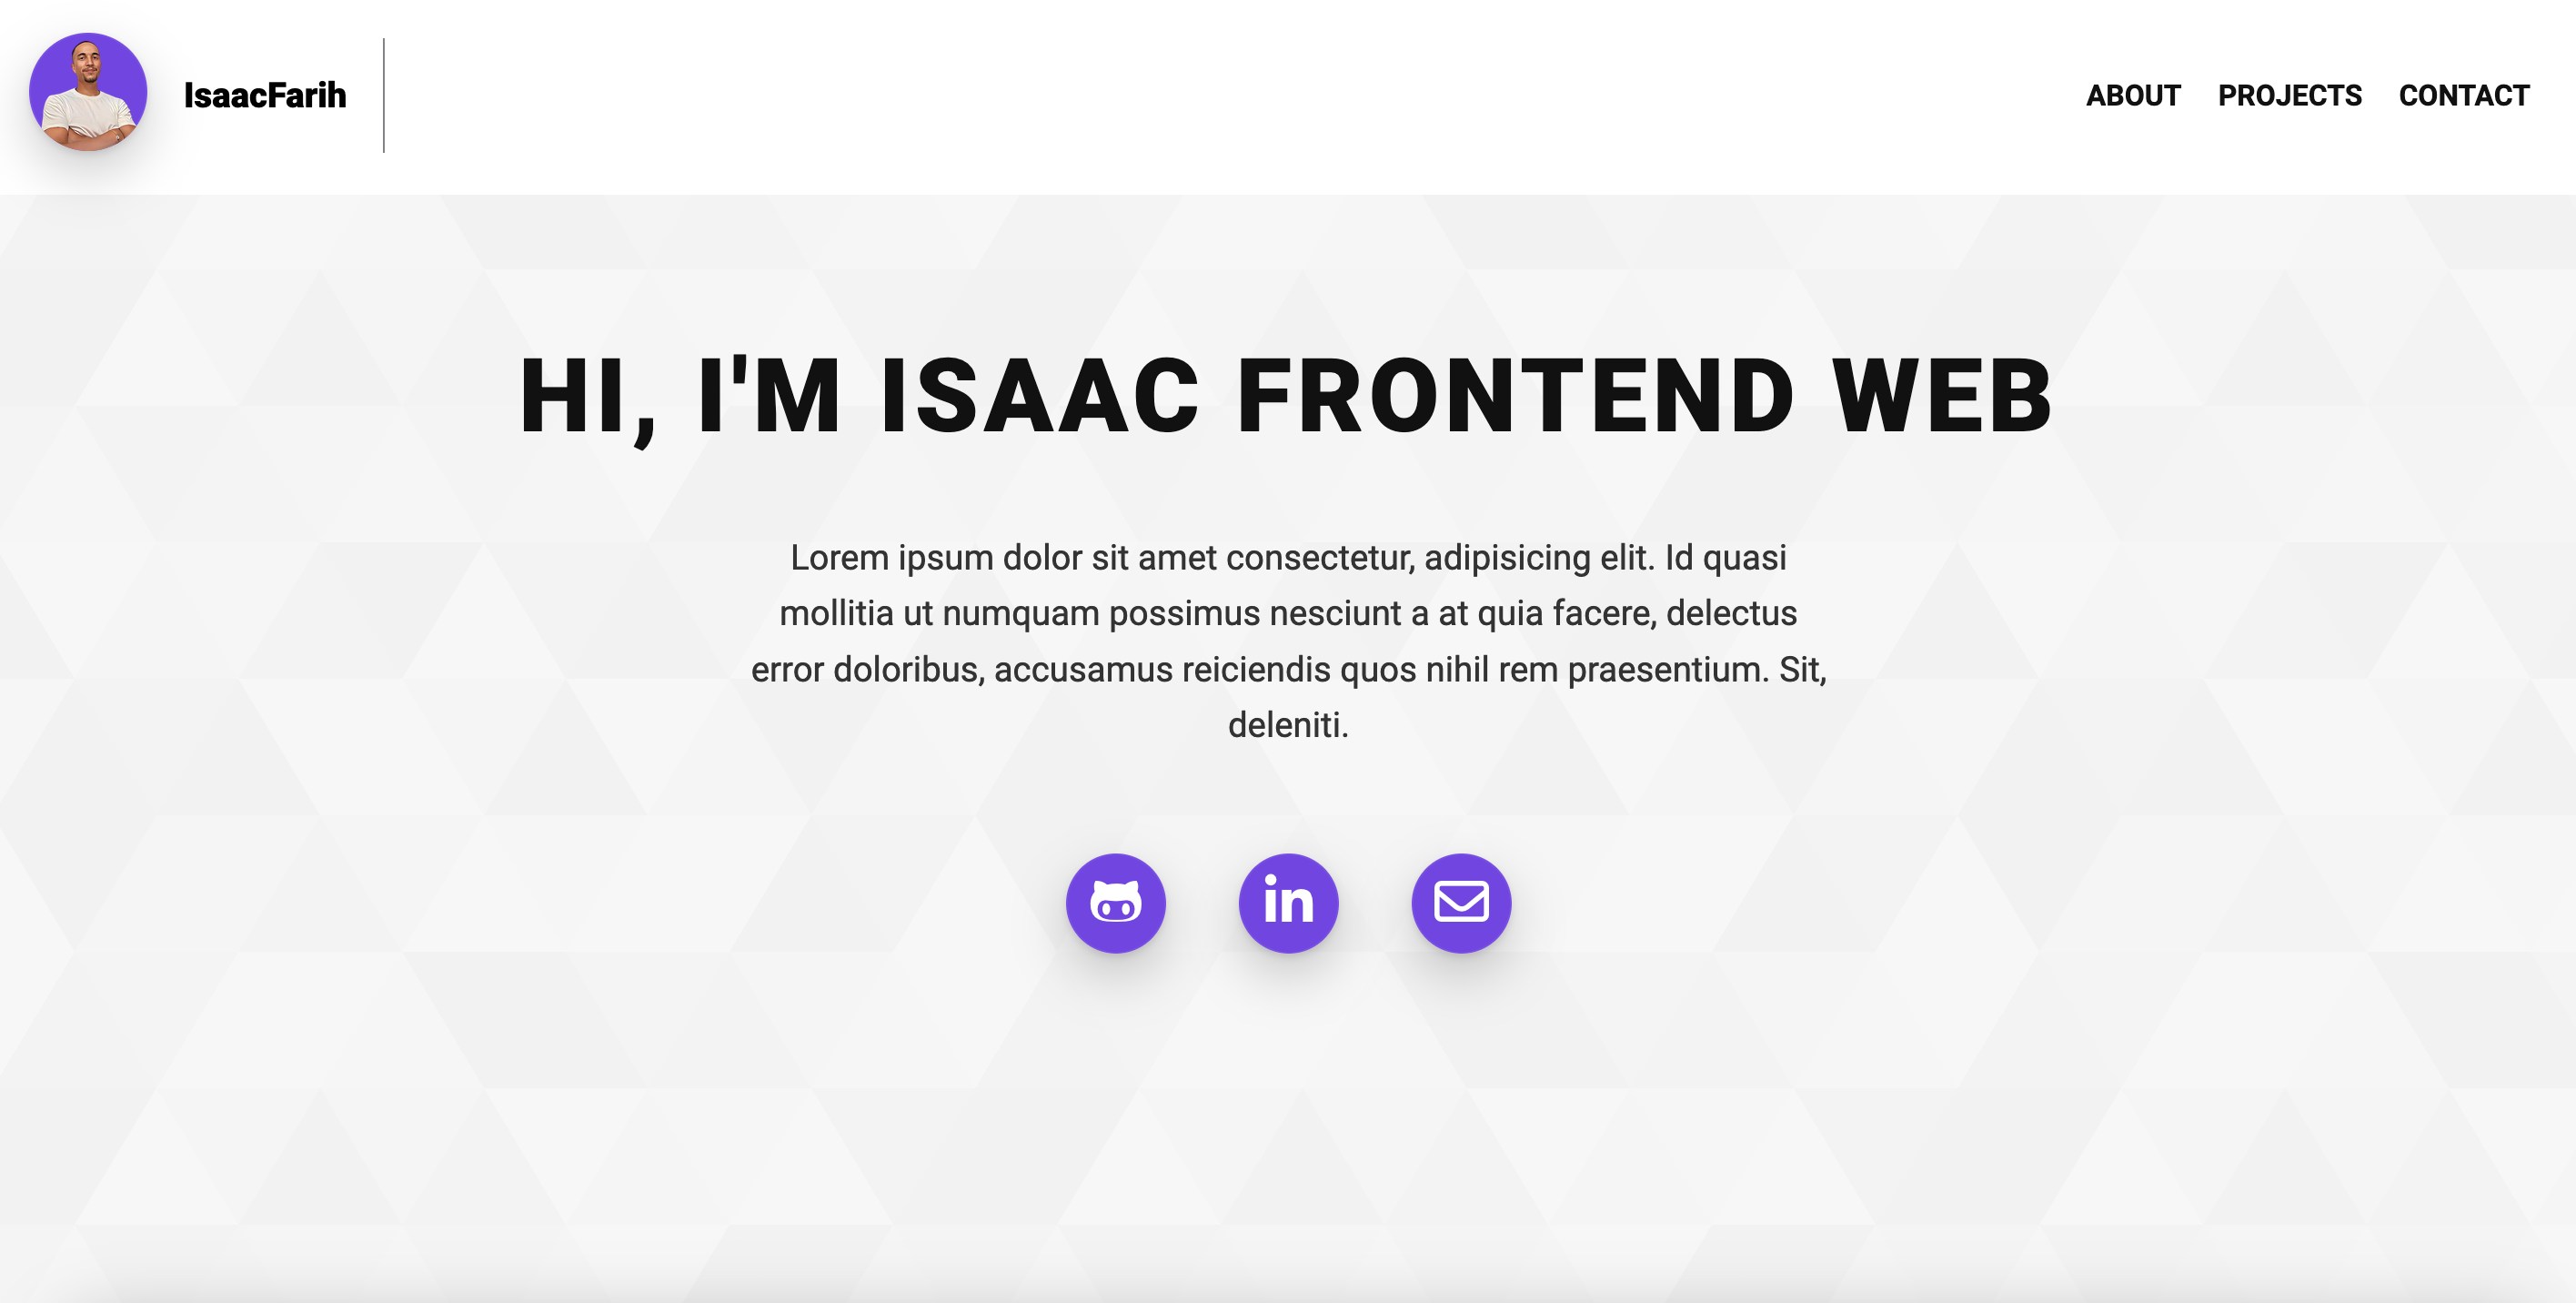 IsaacFarih
ABOUT PROJECTS CONTACT
HI, I'M ISAAC FRONTEND WEB
Lorem ipsum dolor sit amet consectetur, adipisicing elit. Id quasi
mollitia ut numquam possimus nesciunt a at quia facere, delectus
error doloribus, accusamus reiciendis quos nihil rem praesentium. Sit,
deleniti.
in